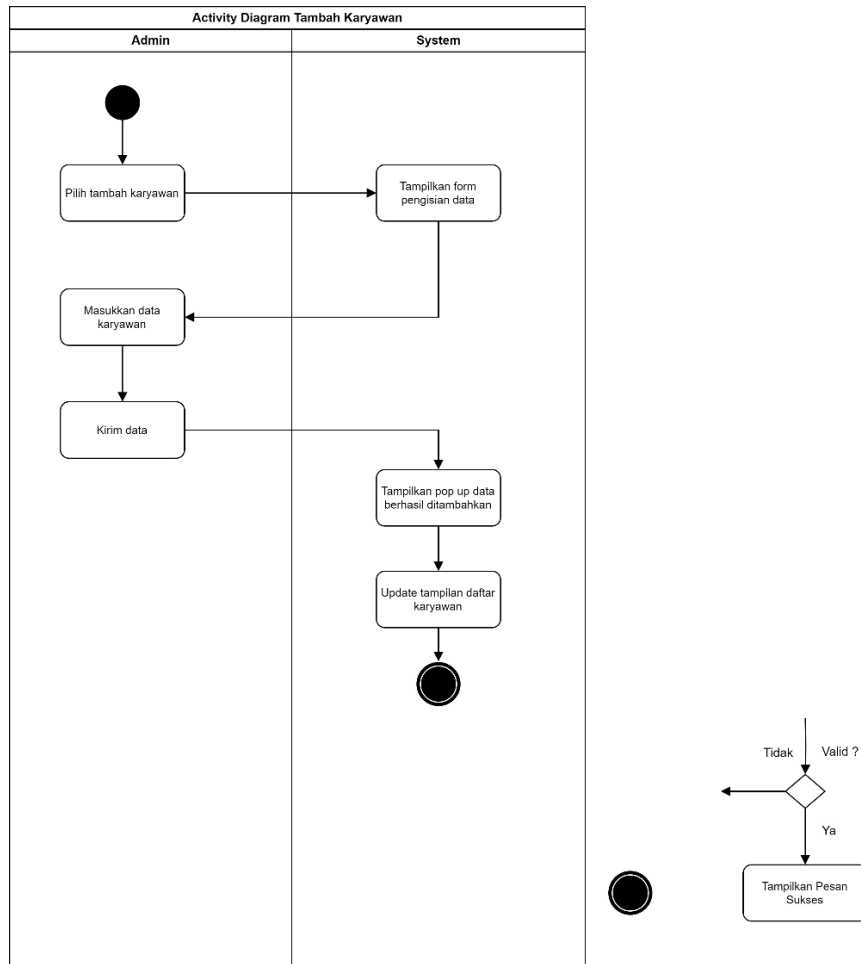 Activity Diagram Tambah Karyawan
Admin
System
Pilih tambah karyawan
Tampilkan form
pengisian data
Masukkan data
karyawan
Kirim data
Tampilkan pop up data
berhasil ditambahkan
Update tampilan daftar
karyawan
Tidak
Valid ?
Ya
Tampilkan Pesan
Sukses